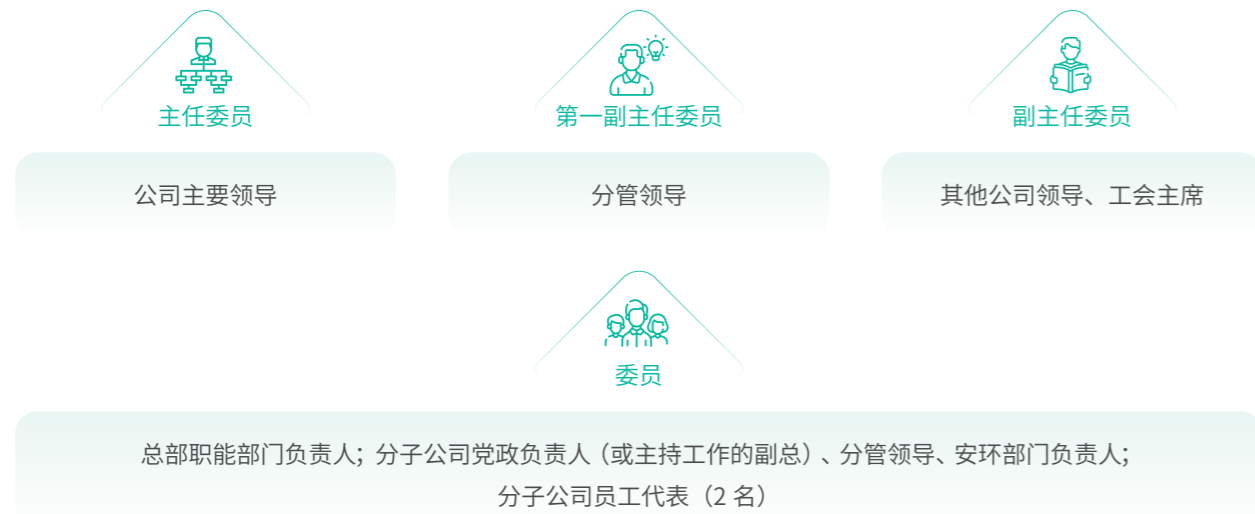 主任委员
第一副主任委员
副主任委员
公司主要领导
分管领导
其他公司领导、工会主席
委员
总部职能部门负责人；分子公司党政负责人（或主持工作的副总）、分管领导、安环部门负责人；
分子公司员工代表（2 名）